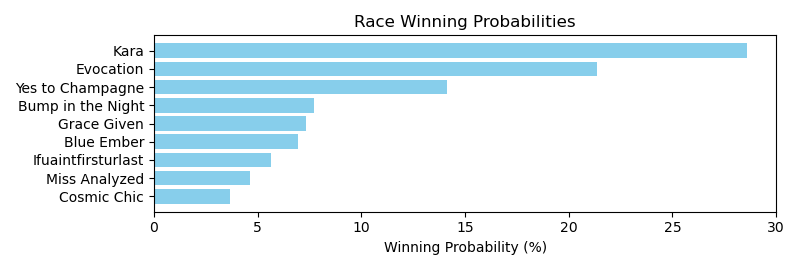 Race Winning Probabilities
Kara
Evocation
Yes to Champagne
Bump in the Night
Grace Given
Blue Ember
Ifuaintfirsturlast
Miss Analyzed
Cosmic Chic
0 5 10 15 20 25 30
Winning Probability (%)